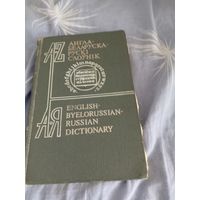 AZ
АНГЛА-
БЕЛАРУСКА-
РУСКІ
СЛОЎНІК
АЯ
ENGLISH-
BYELORUSSIAN-
RUSSIAN
DICTIONARY